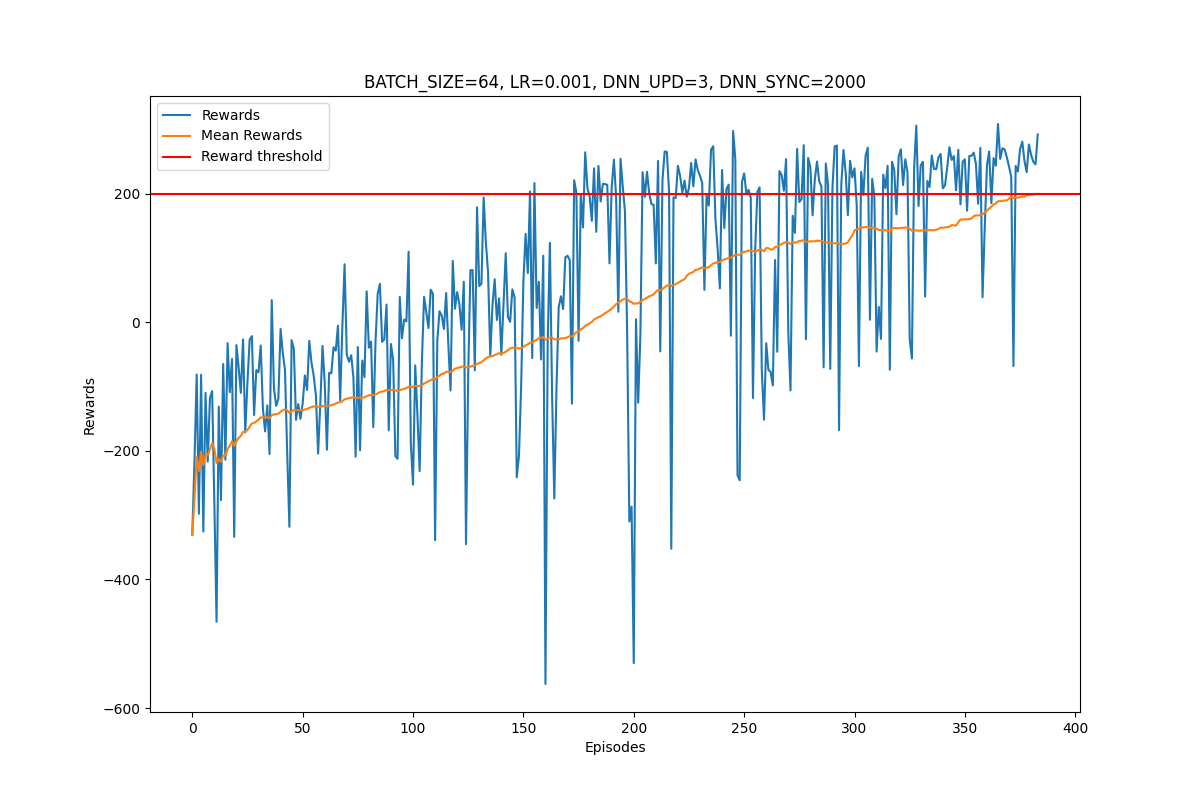 BATCH_SIZE=64, LR=0.001, DNN_UPD=3, DNN_SYNC=2000
Rewards
Mean Rewards
Reward threshold
200
0
−200
−400
−600
Rewards
0
50
100
150
200
250
300
350
400
Episodes